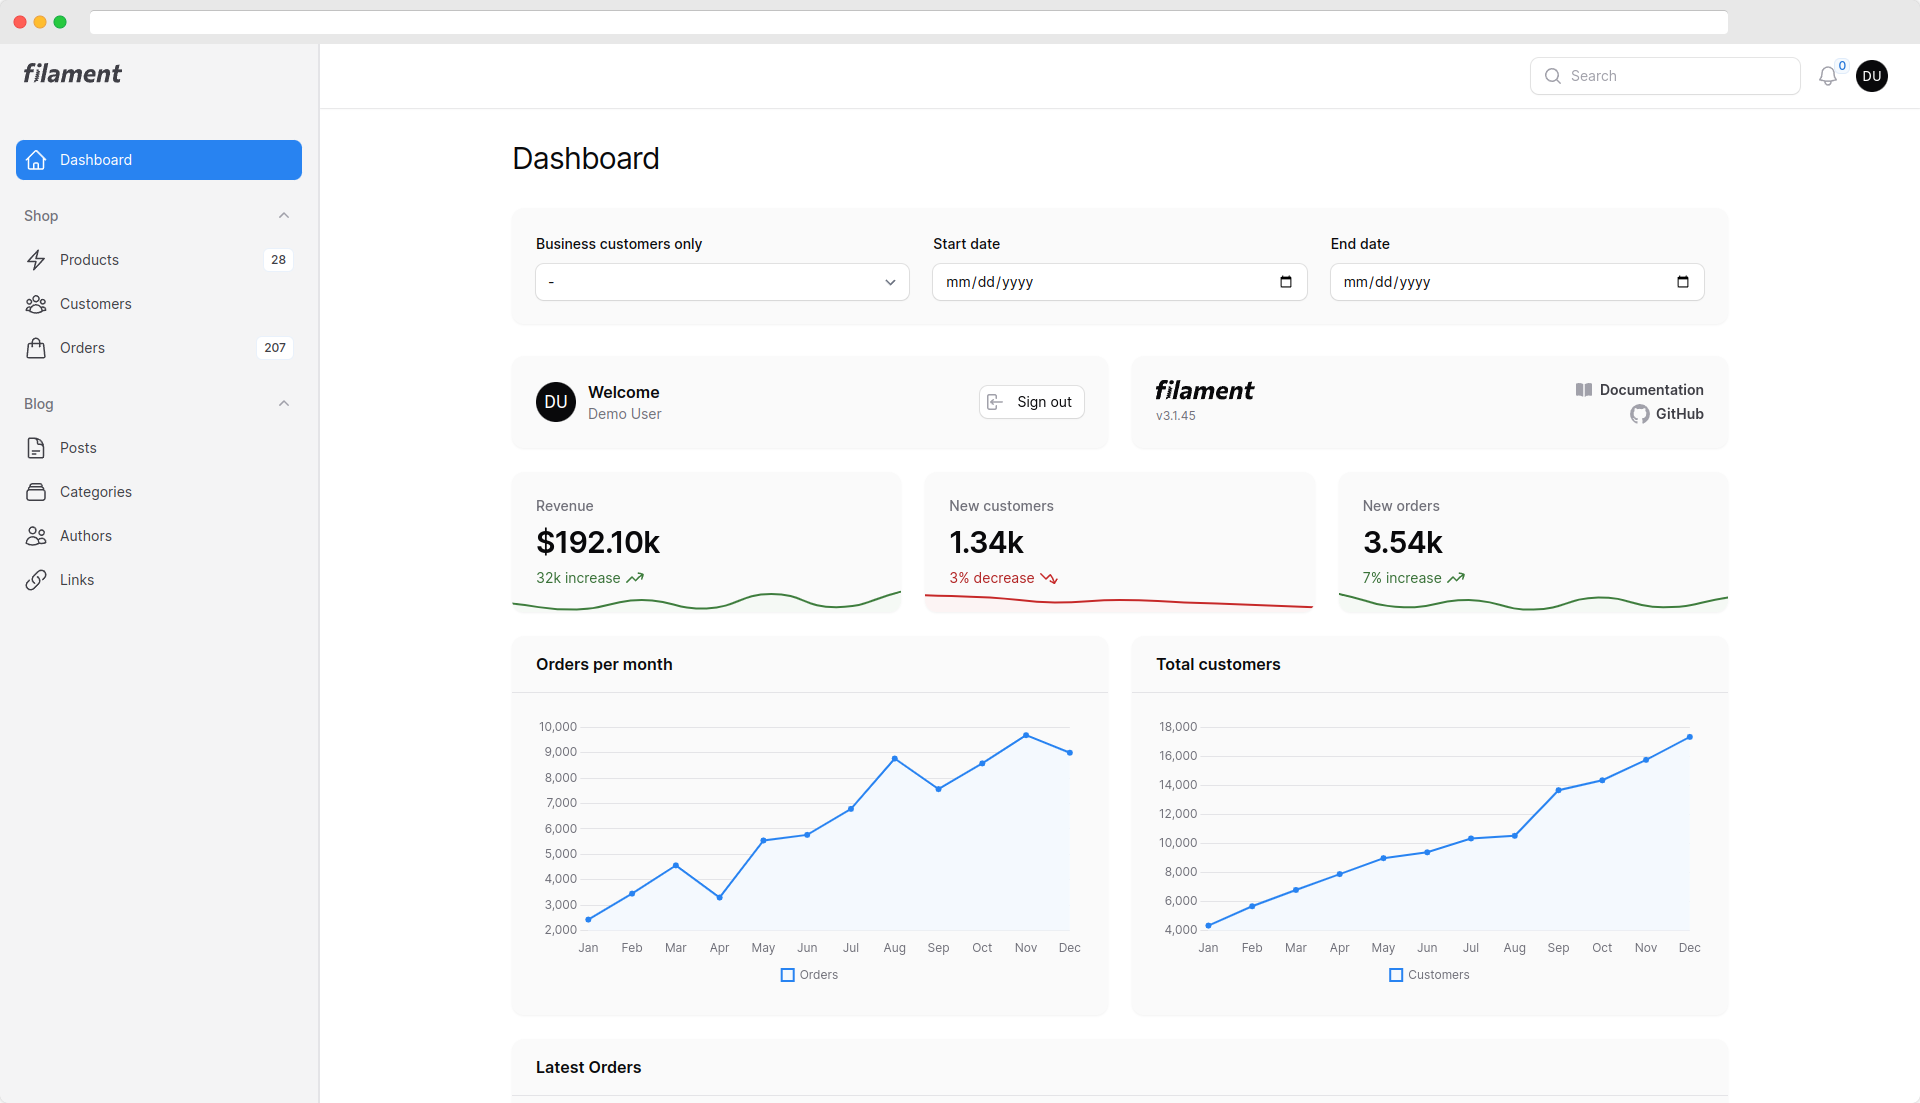 filament
Search
0
DU
Dashboard
Shop
Products 28
Customers
Orders 207
Blog
Posts
Categories
Authors
Links
Dashboard
Business customers only
-
Start date
mm/dd/yyyy
End date
mm/dd/yyyy
DU
Welcome
Demo User
Sign out
filament
v3.1.45
Documentation
GitHub
Revenue
$192.10k
32k increase
New customers
1.34k
3% decrease
New orders
3.54k
7% increase
Orders per month
10,000
9,000
8,000
7,000
6,000
5,000
4,000
3,000
2,000
Jan Feb Mar Apr May Jun Jul Aug Sep Oct Nov Dec
Orders
Total customers
18,000
16,000
14,000
12,000
10,000
8,000
6,000
4,000
Jan Feb Mar Apr May Jun Jul Aug Sep Oct Nov Dec
Customers
Latest Orders